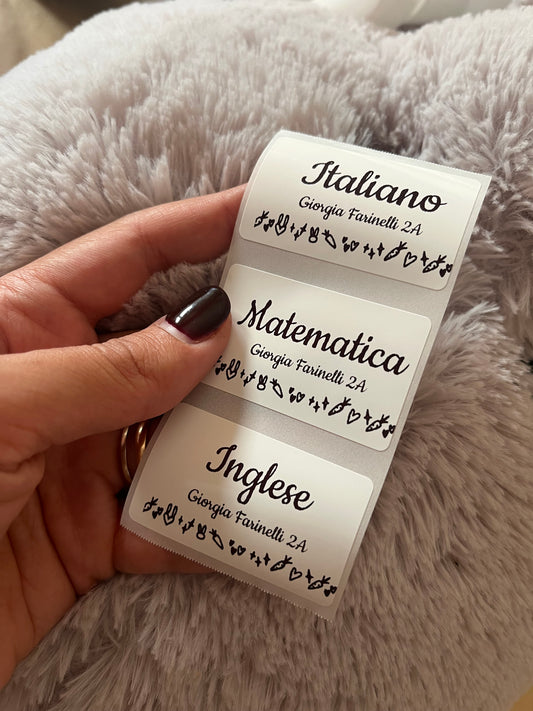 Italiano
Giorgia Farinelli 2A
Matematica
Giorgia Farinelli 2A
Inglese
Giorgia Farinelli 2A